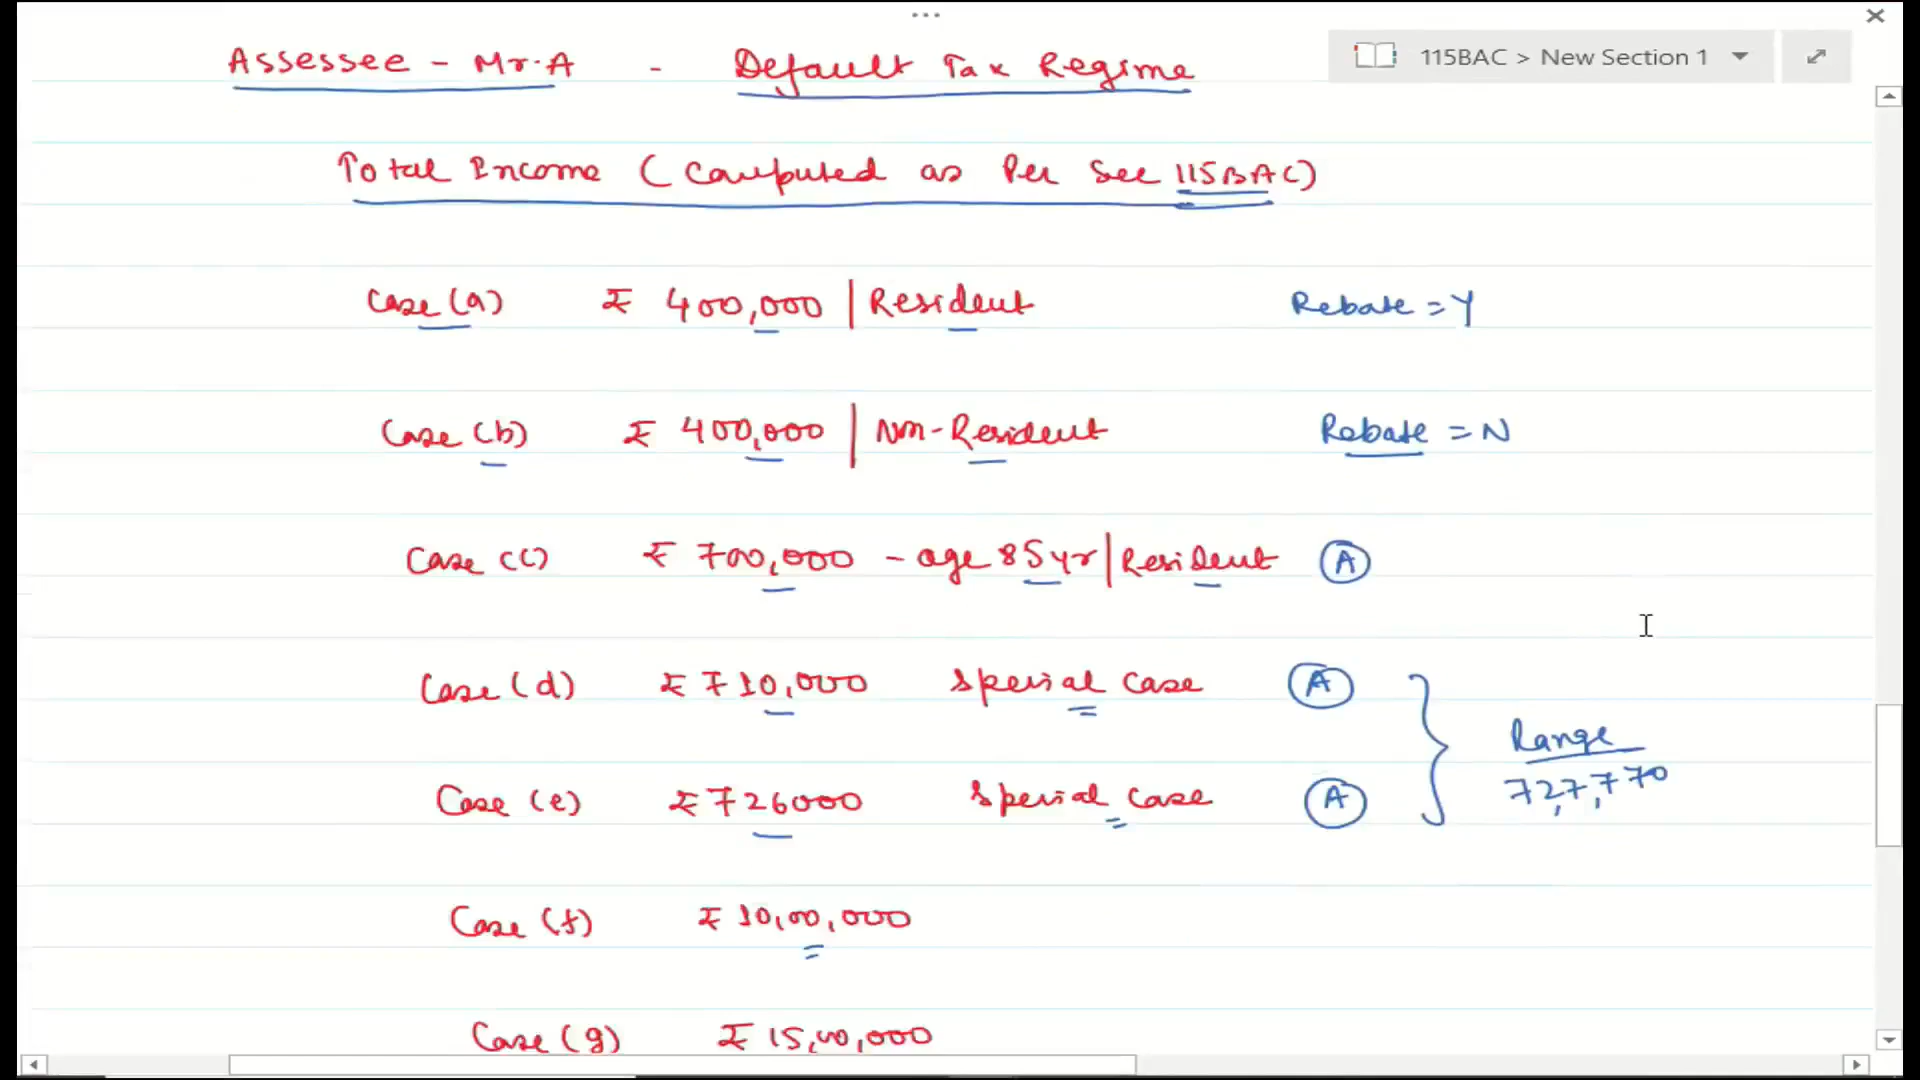 Assessee - Mr.A - Default Tax Regime
115BAC > New Section 1
Total Income (Computed as Per Sec 115BAC)
Case (a) ₹ 400,000 | Resident Rebate = Y
Case (b) ₹ 400,000 | Non-Resident Rebate = N
Case (c) ₹ 700,000 - age 85yr | Resident A
Case (d) ₹ 710,000 Special Case A
Range
727,770
Case (e) ₹ 726000 Special Case A
Case (f) ₹ 10,00,000
Case (g) ₹ 15,00,000